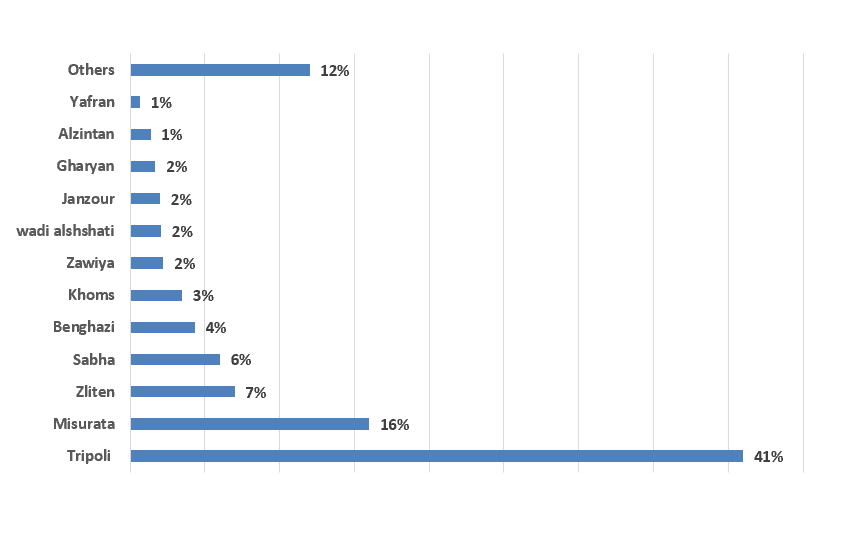 Others 12%
Yafran 1%
Alzintan 1%
Gharyan 2%
Janzour 2%
wadi alshshati 2%
Zawiya 2%
Khoms 3%
Benghazi 4%
Sabha 6%
Zliten 7%
Misurata 16%
Tripoli 41%